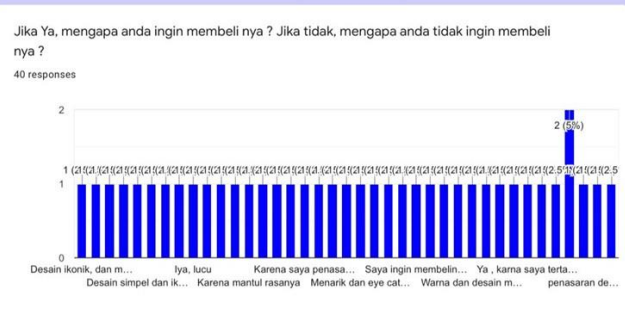 Jika Ya, mengapa anda ingin membeli nya ? Jika tidak, mengapa anda tidak ingin membeli
nya ?
40 responses
2
2 (5%)
1
0
Desain ikonik, dan m...
Iya, lucu
Karena saya penasa...
Saya ingin membelin...
Ya , karna saya terta...
Desain simpel dan ik...
Karena mantul rasanya
Menarik dan eye cat...
Warna dan desain m...
penasaran de...